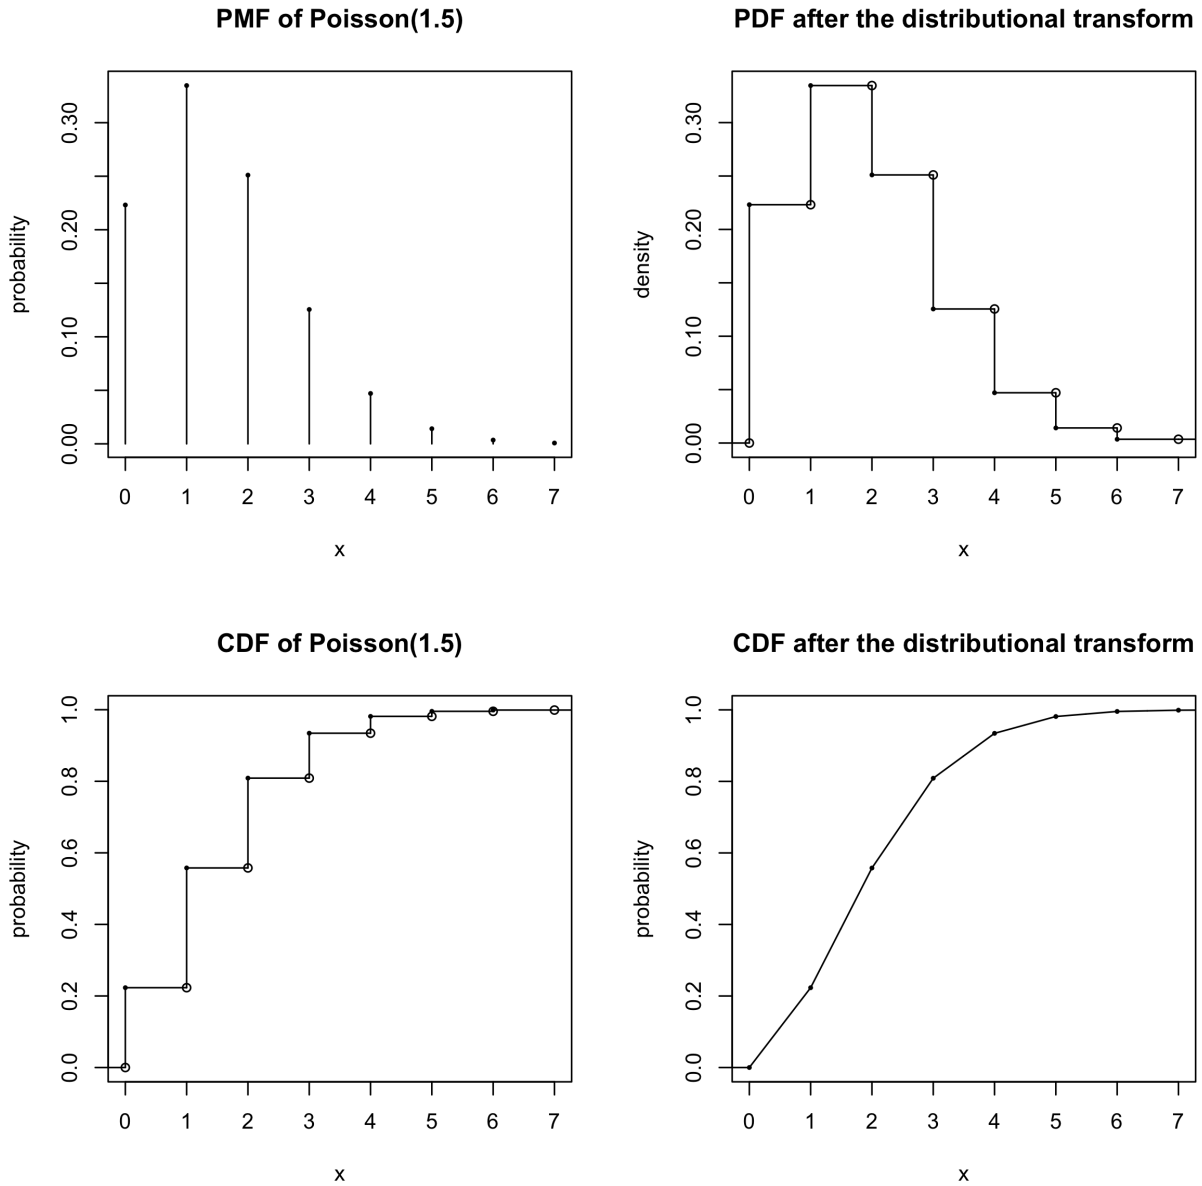 PMF of Poisson(1.5)
probability
0.00 0.10 0.20 0.30
0 1 2 3 4 5 6 7
x
PDF after the distributional transform
density
0.00 0.10 0.20 0.30
0 1 2 3 4 5 6 7
x
CDF of Poisson(1.5)
probability
0.0 0.2 0.4 0.6 0.8 1.0
0 1 2 3 4 5 6 7
x
CDF after the distributional transform
probability
0.0 0.2 0.4 0.6 0.8 1.0
0 1 2 3 4 5 6 7
x